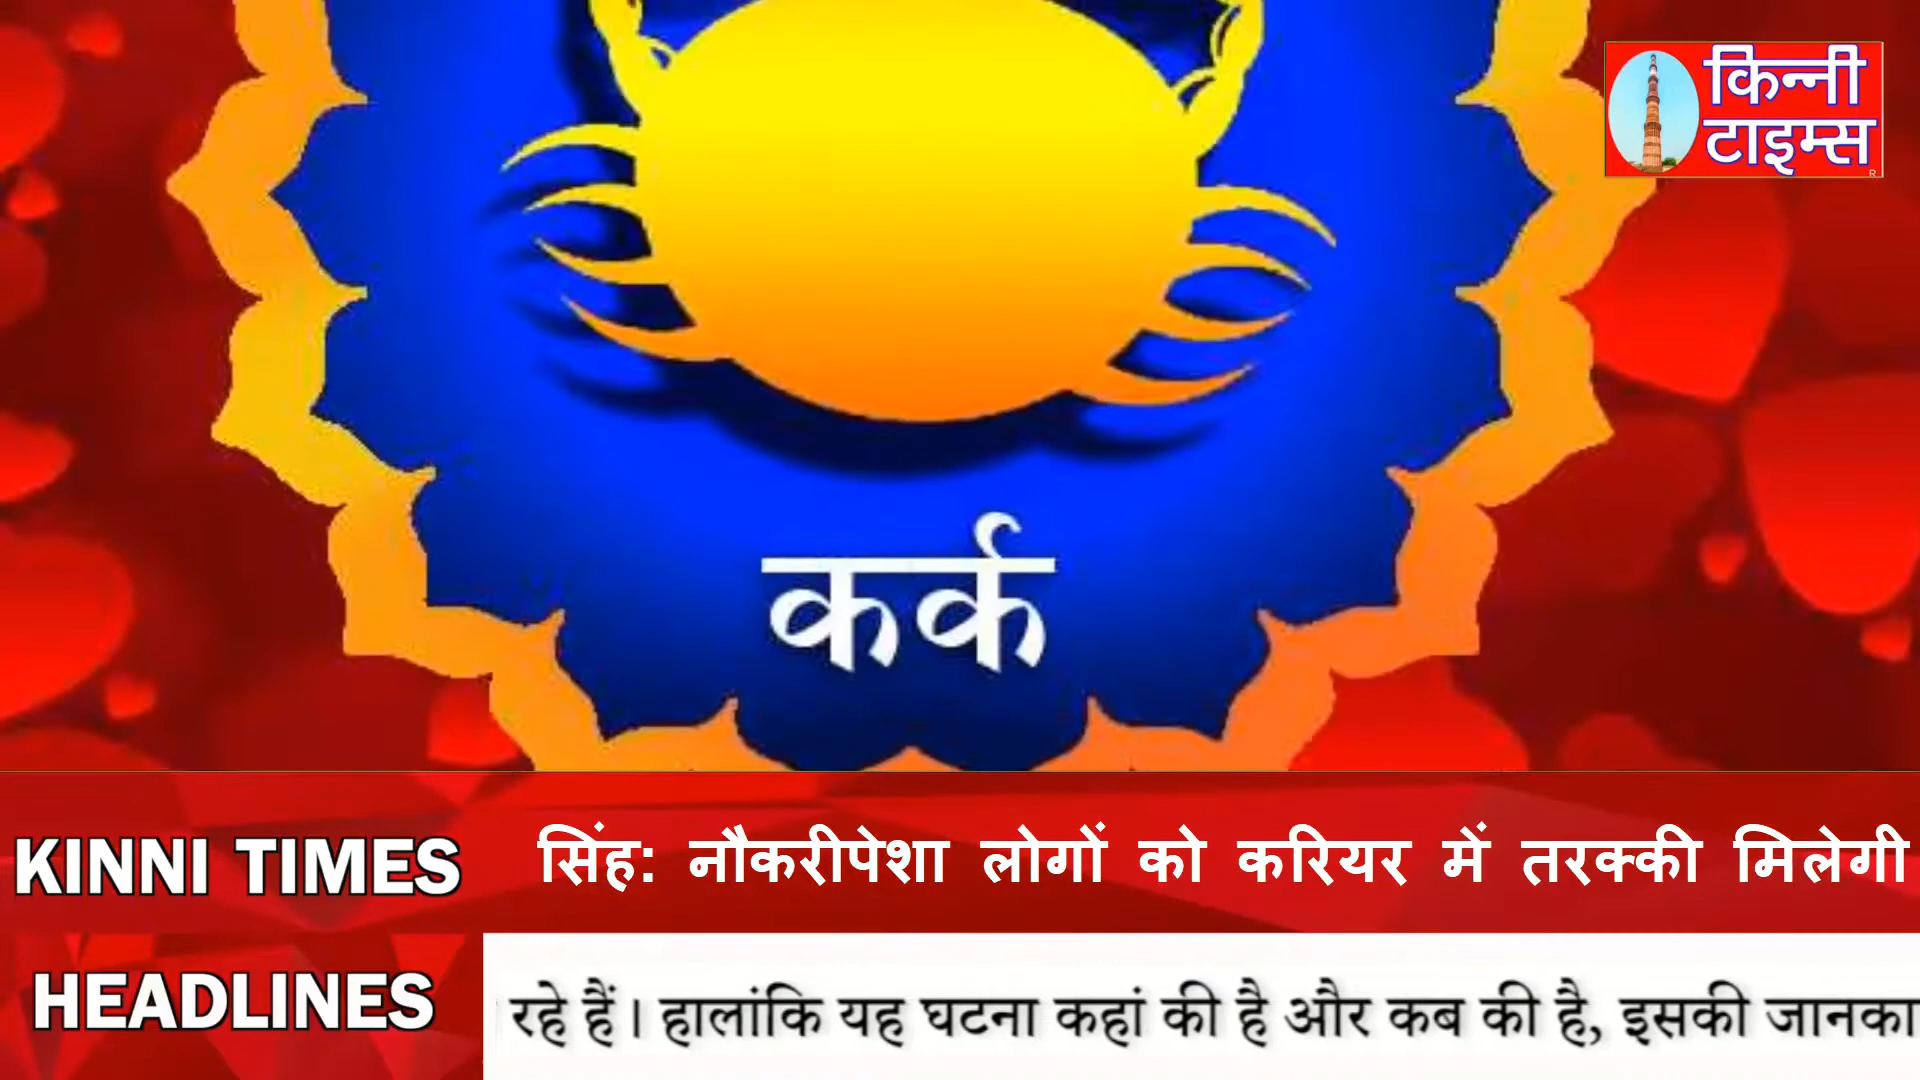 किन्नी
टाइम्स
R
कर्क
KINNI TIMES
सिंह: नौकरीपेशा लोगों को करियर में तरक्की मिलेगी
HEADLINES
रहे हैं। हालांकि यह घटना कहां की है और कब की है, इसकी जानका